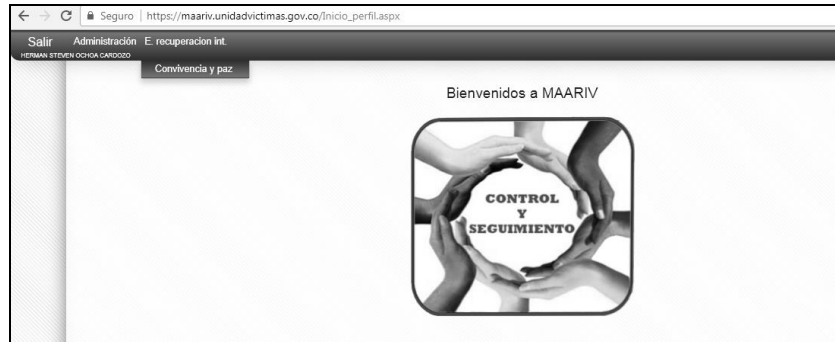 Seguro | https://maariv.unidadvictimas.gov.co/Inicio_perfil.aspx
Salir Administración E. recuperacion int.
HERMAN STEVEN OCHOA CARDOZO
Convivencia y paz
Bienvenidos a MAARIV
CONTROL
Y
SEGUIMIENTO